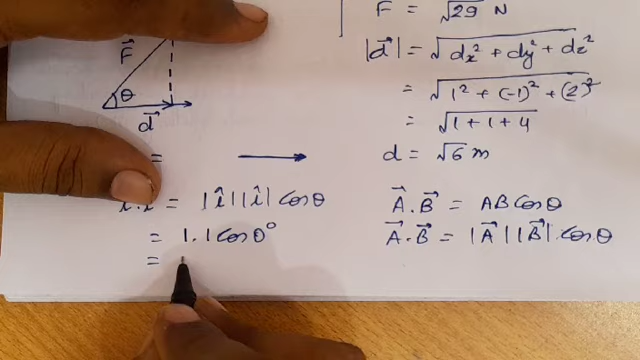 F = √29 N
F⃗
θ
d⃗
|d⃗| = √dx² + dy² + dz²
= √1² + (-1)² + (2)²
= √1 + 1 + 4
d = √6 m
=
î.î = |î||î| Cosθ
= 1.1 Cos0°
=
A⃗.B⃗ = AB Cosθ
A⃗.B⃗ = |A⃗||B⃗|.Cosθ